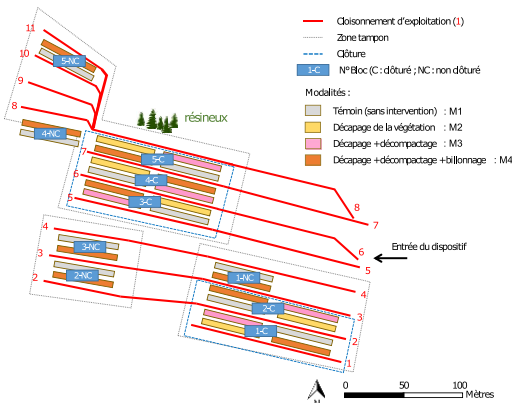 Cloisonnement d'exploitation (1)
Zone tampon
Clôture
1-C N°Bloc (C : clôturé ; NC : non clôturé)
Modalités :
Témoin (sans intervention) : M1
Décapage de la végétation : M2
Décapage +décompactage : M3
Décapage +décompactage +billonnage : M4
11
10
9
8
5-NC
4-NC
résineux
7
6
5
5-C
4-C
3-C
8
7
6
5
Entrée du dispositif
4
3
2
3-NC
2-NC
1-NC
2-C
1-C
4
3
2
1
N
0 50 100
Mètres